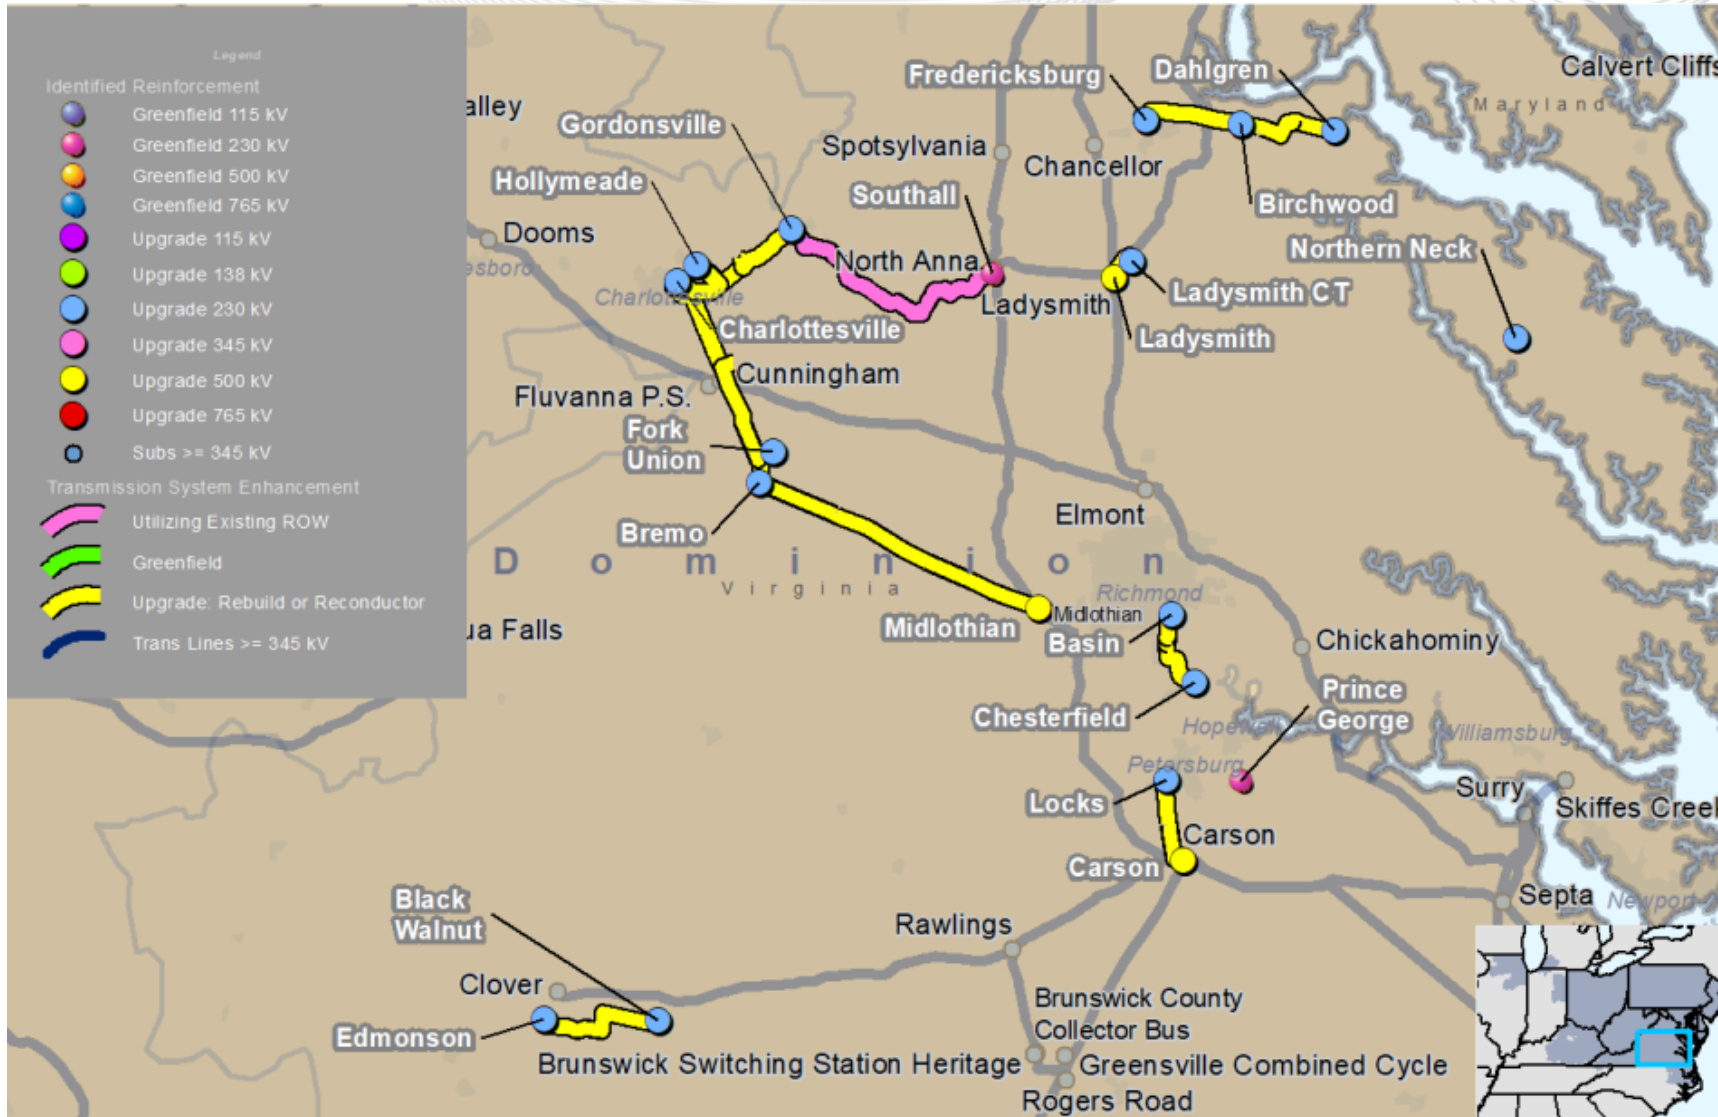 Legend
Identified Reinforcement
Greenfield 115 kV
Greenfield 230 kV
Greenfield 500 kV
Greenfield 765 kV
Upgrade 115 kV
Upgrade 138 kV
Upgrade 230 kV
Upgrade 345 kV
Upgrade 500 kV
Upgrade 765 kV
Subs >= 345 kV
Transmission System Enhancement
Utilizing Existing ROW
Greenfield
Upgrade: Rebuild or Reconductor
Trans Lines >= 345 kV
alley
Fredericksburg
Dahlgren
Calvert Cliffs
Maryland
Gordonsville
Spotsylvania
Chancellor
Hollymeade
Southall
Birchwood
Dooms
esboro
North Anna
Northern Neck
Charlottesville
Ladysmith
Ladysmith CT
Charlottesville
Ladysmith
Cunningham
Fluvanna P.S.
Fork
Union
Elmont
Bremo
Dominion
Virginia
Richmond
ua Falls
Midlothian
Midlothian
Basin
Chickahominy
Prince
George
Chesterfield
Hopewell
Williamsburg
Petersburg
Locks
Surry
Skiffes Creek
Carson
Carson
Black
Walnut
Rawlings
Septa
Newport
Clover
Edmonson
Brunswick County
Collector Bus
Brunswick Switching Station Heritage
Greensville Combined Cycle
Rogers Road